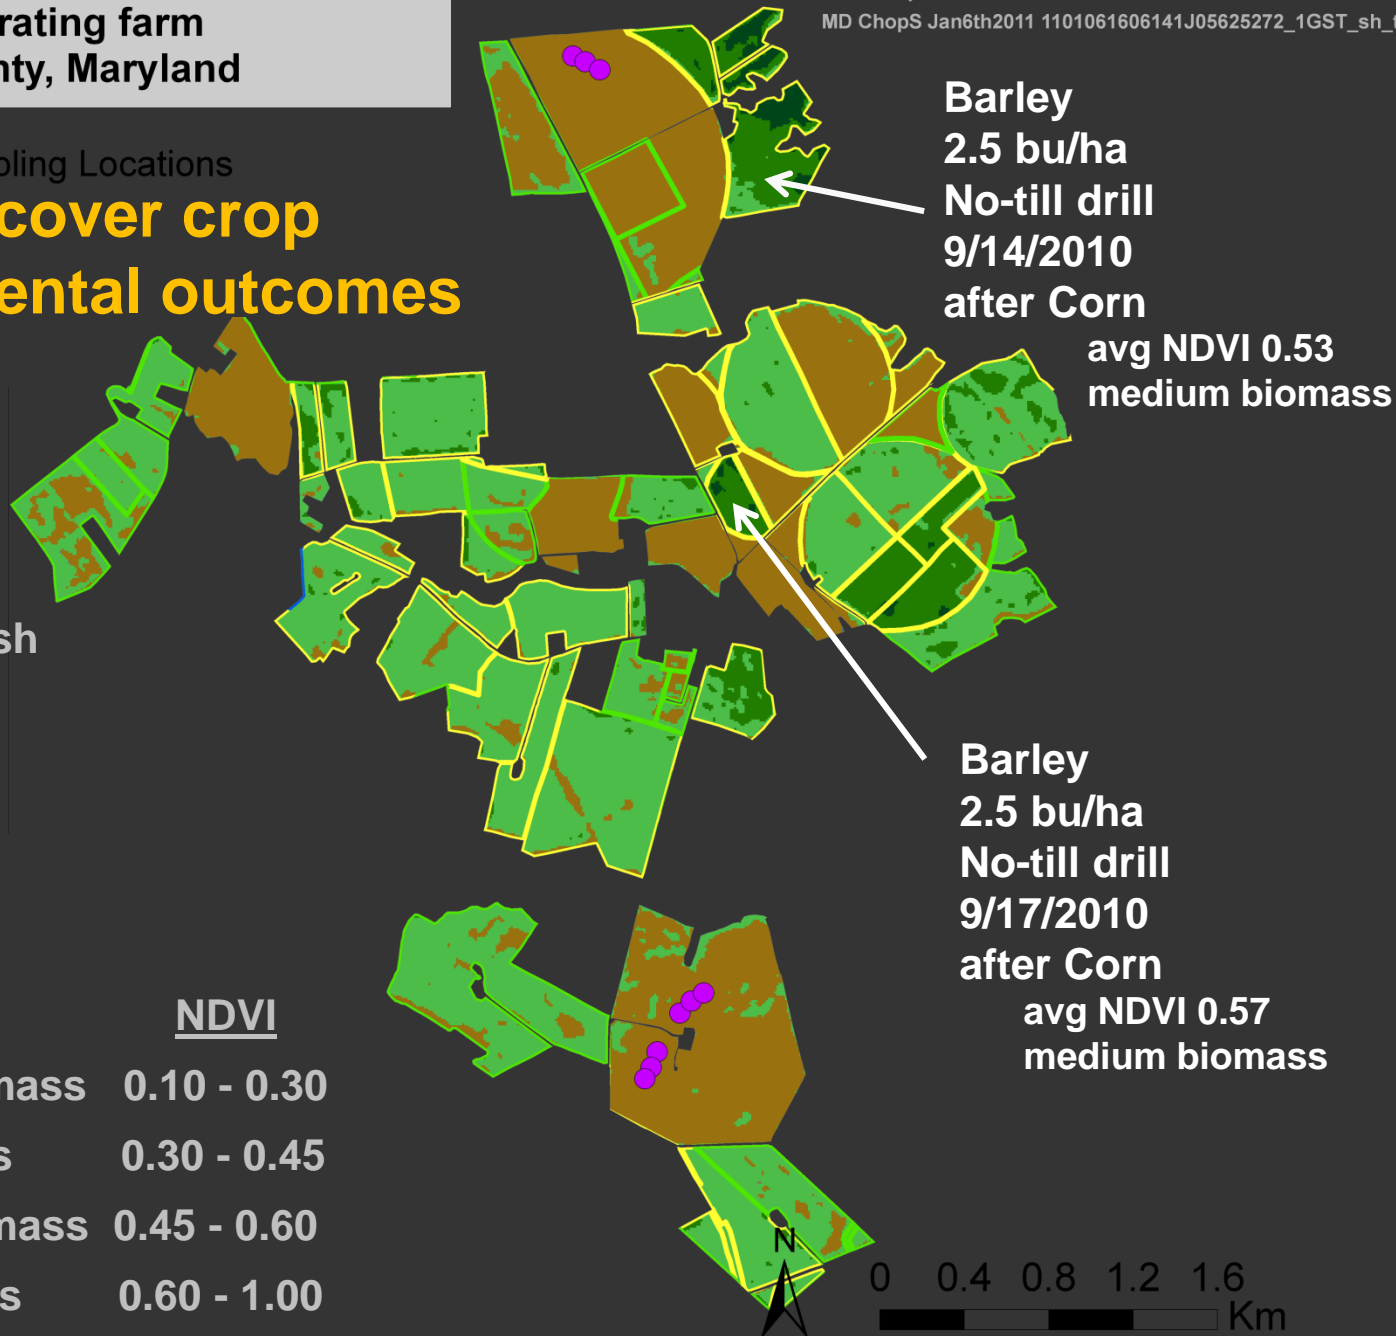 rating farm
nty, Maryland
MD ChopS Jan6th2011 1101061606141J05625272_1GST_sh_
pling Locations
cover crop
ental outcomes
Barley
2.5 bu/ha
No-till drill
9/14/2010
after Corn
avg NDVI 0.53
medium biomass
sh
Barley
2.5 bu/ha
No-till drill
9/17/2010
after Corn
avg NDVI 0.57
medium biomass
NDVI
mass 0.10 - 0.30
s 0.30 - 0.45
mass 0.45 - 0.60
s 0.60 - 1.00
N
0 0.4 0.8 1.2 1.6
Km